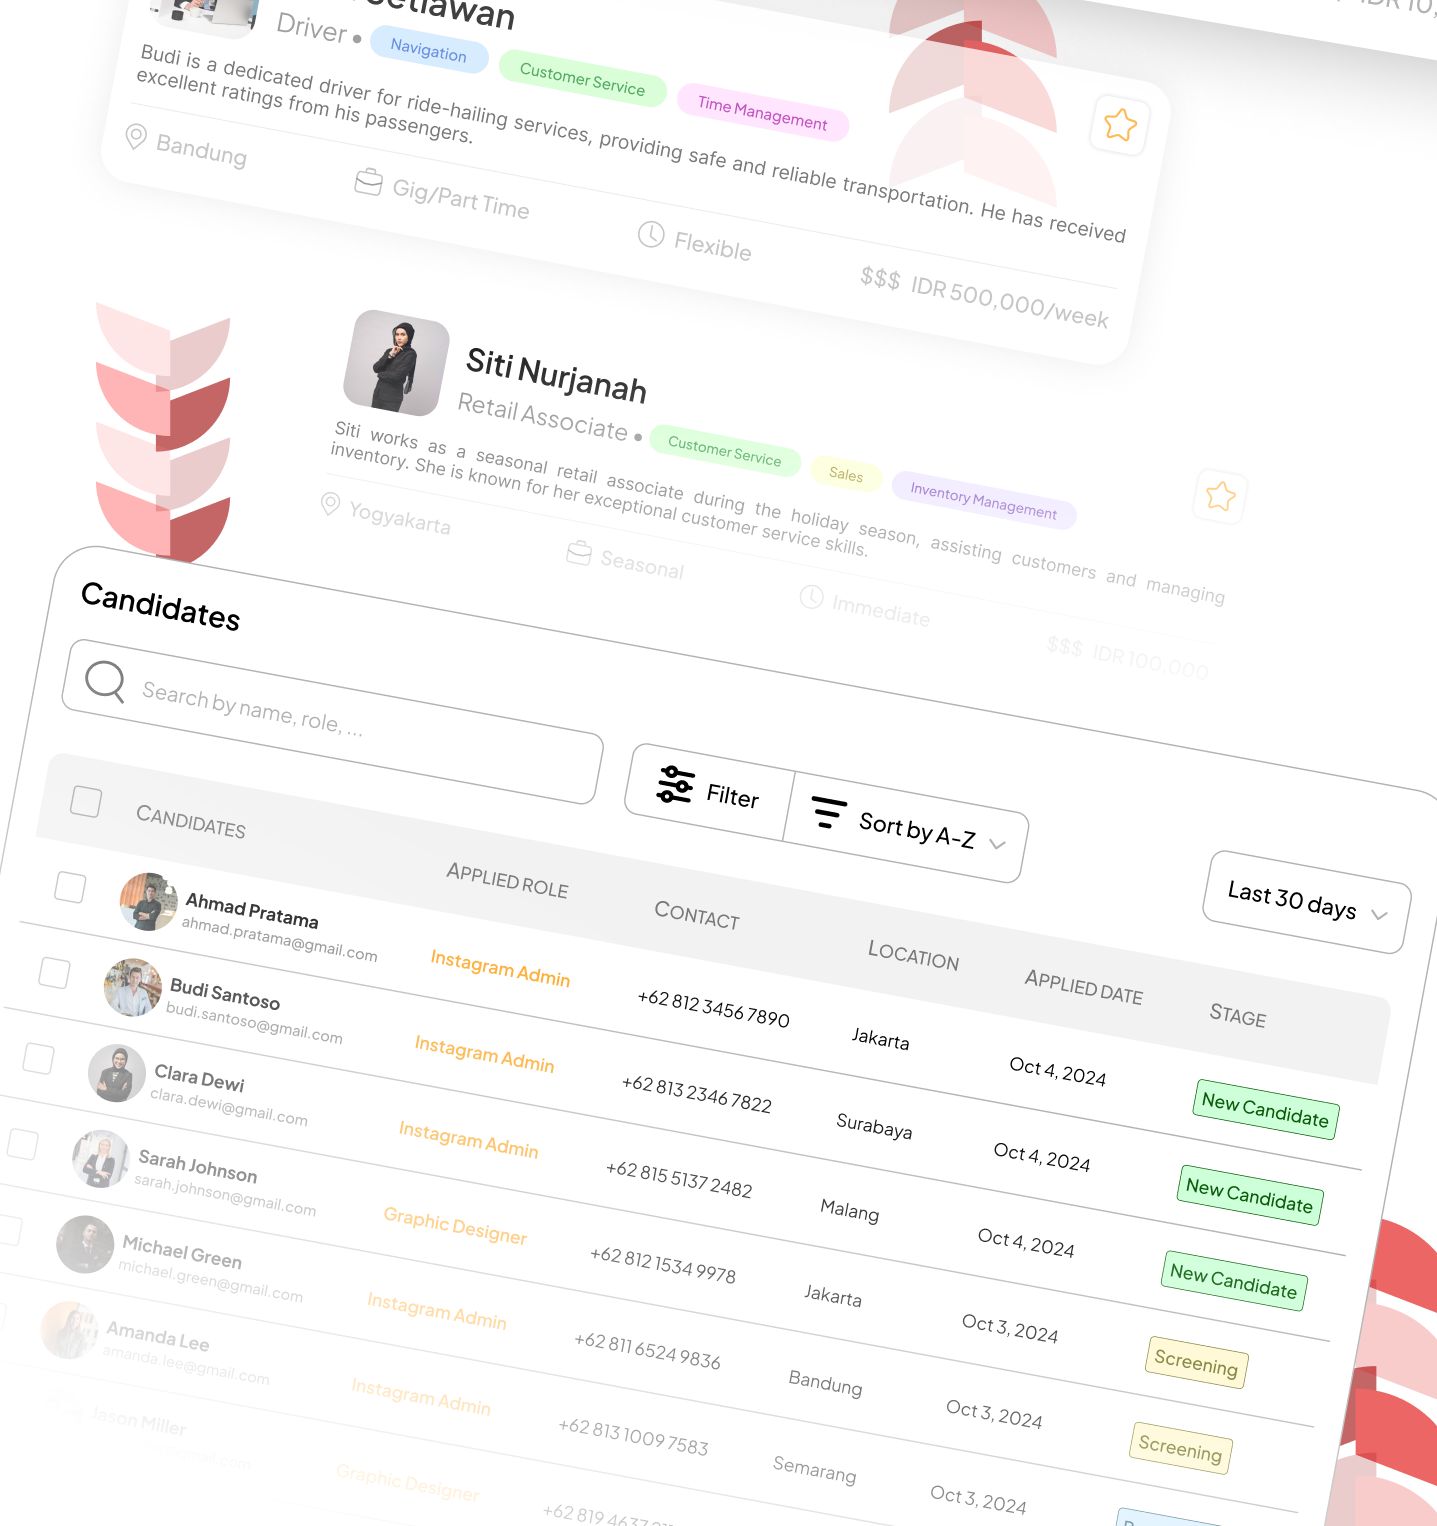 IDR 10,
Setiawan
Driver • Navigation Customer Service Time Management
Budi is a dedicated driver for ride-hailing services, providing safe and reliable transportation. He has received
excellent ratings from his passengers.
Bandung Gig/Part Time Flexible $$$ IDR 500,000/week
Siti Nurjanah
Retail Associate • Customer Service Sales Inventory Management
Siti works as a seasonal retail associate during the holiday season, assisting customers and managing
inventory. She is known for her exceptional customer service skills.
Yogyakarta Seasonal Immediate $$$ IDR 100,000
Candidates
Search by name, role, ...
Filter Sort by A-Z Last 30 days
CANDIDATES APPLIED ROLE CONTACT LOCATION APPLIED DATE STAGE
Ahmad Pratama
ahmad.pratama@gmail.com Instagram Admin +62 812 3456 7890 Jakarta Oct 4, 2024 New Candidate
Budi Santoso
budi.santoso@gmail.com Instagram Admin +62 813 2346 7822 Surabaya Oct 4, 2024 New Candidate
Clara Dewi
clara.dewi@gmail.com Instagram Admin +62 815 5137 2482 Malang Oct 4, 2024 New Candidate
Sarah Johnson
sarah.johnson@gmail.com Graphic Designer +62 812 1534 9978 Jakarta Oct 3, 2024 Screening
Michael Green
michael.green@gmail.com Instagram Admin +62 811 6524 9836 Bandung Oct 3, 2024 Screening
Amanda Lee
amanda.lee@gmail.com Instagram Admin +62 813 1009 7583 Semarang Oct 3, 2024
Jason Miller
Graphic Designer +62 819 4637